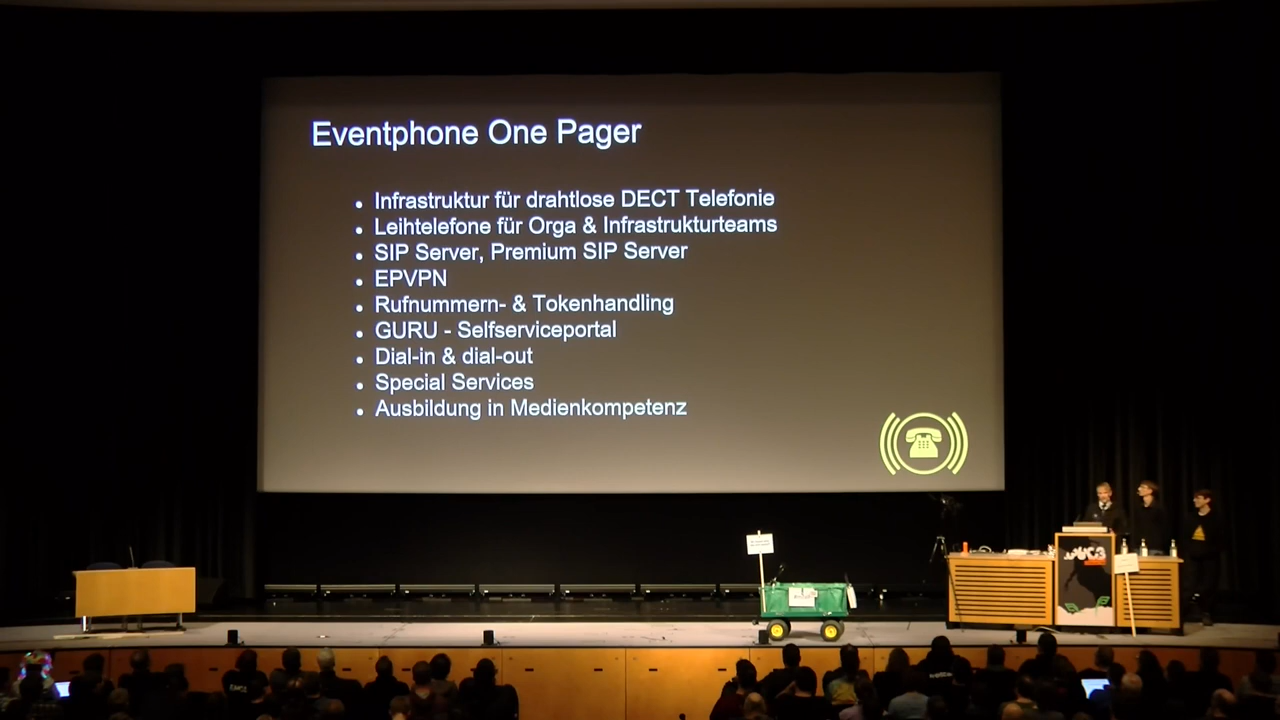 Eventphone One Pager
Infrastruktur für drahtlose DECT Telefonie
Leihtelefone für Orga & Infrastrukturteams
SIP Server, Premium SIP Server
EPVPN
Rufnummern- & Tokenhandling
GURU - Selfserviceportal
Dial-in & dial-out
Special Services
Ausbildung in Medienkompetenz